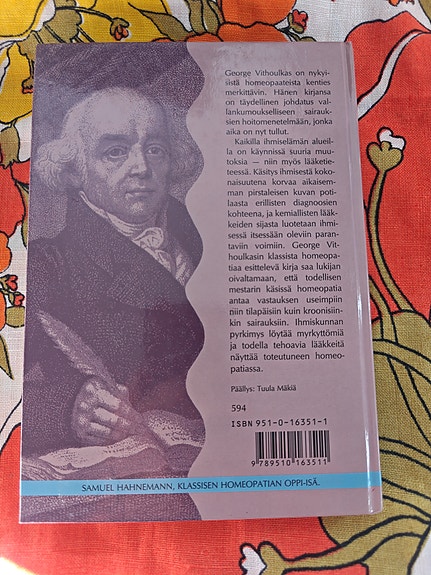 George Vithoulkas on nykyi-
sistä homeopaateista kenties
merkittävin. Hänen kirjansa
on täydellinen johdatus val-
lankumoukselliseen sairauk-
sien hoitomenetelmään, jonka
aika on nyt tullut.
Kaikilla ihmiselämän alueil-
la on käynnissä suuria muu-
toksia — niin myös lääketie-
teessä. Käsitys ihmisestä koko-
naisuutena korvaa aikaisem-
man pirstaleisen kuvan poti-
laasta erillisten diagnoosien
kohteena, ja kemiallisten lääk-
keiden sijasta luotetaan ihmi-
sessä itsessään oleviin paran-
taviin voimiin. George Vit-
houlkasin klassista homeopa-
tiaa esittelevä kirja saa lukijan
oivaltamaan, että todellisen
mestarin käsissä homeopatia
antaa vastauksen useimpiin
niin tilapäisiin kuin kroonisiin-
kin sairauksiin. Ihmiskunnan
pyrkimys löytää myrkyttömiä
ja todella tehoavia lääkkeitä
näyttää toteutuneen homeo-
patiassa.
Päällys: Tuula Mäkiä
594
ISBN 951-0-16351-1
9 789510 163511
SAMUEL HAHNEMANN, KLASSISEN HOMEOPATIAN OPPI-ISÄ.